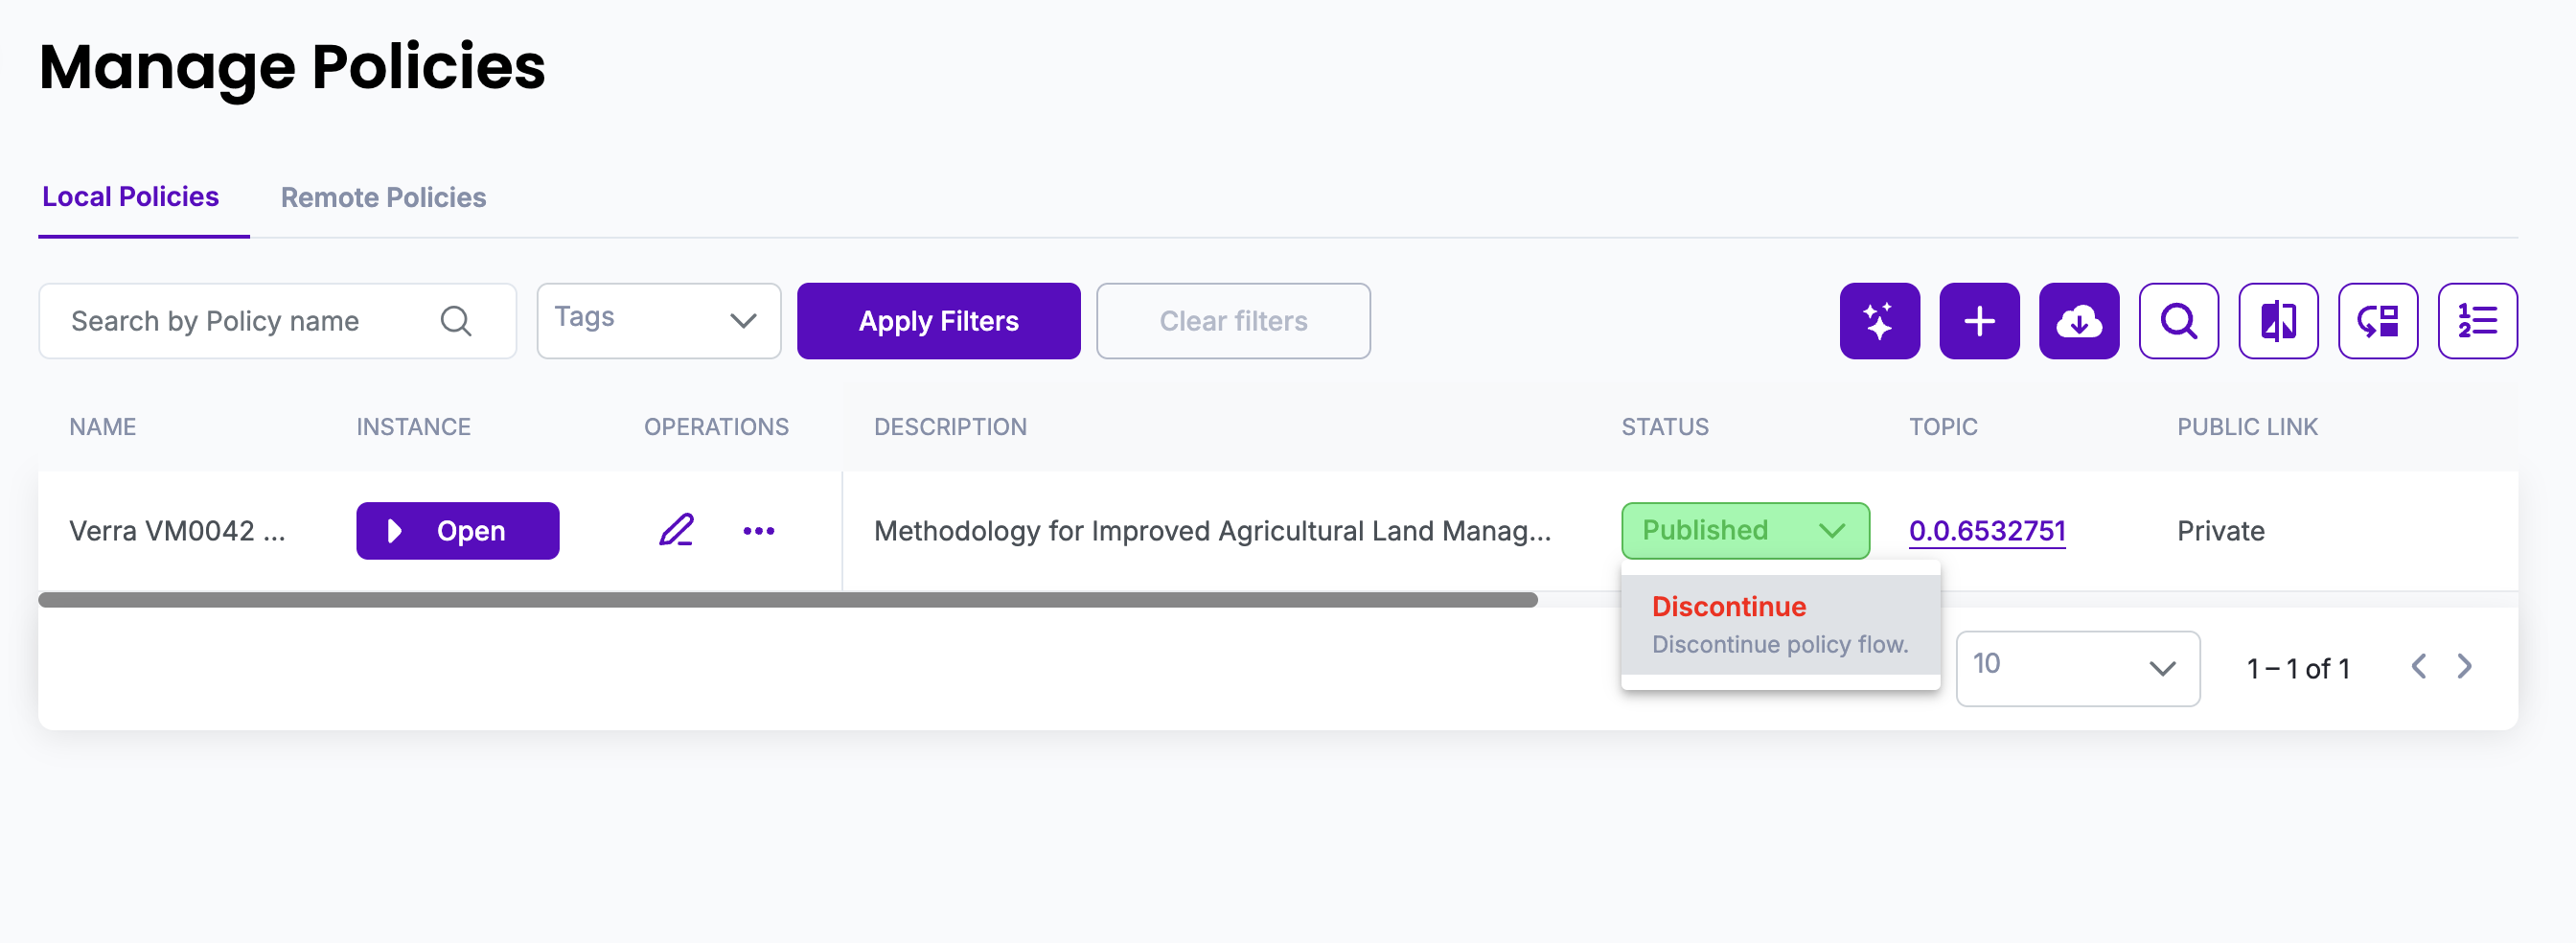 Manage Policies
Local Policies Remote Policies
Search by Policy name Tags Apply Filters Clear filters 1 2
NAME INSTANCE OPERATIONS DESCRIPTION STATUS TOPIC PUBLIC LINK
Verra VM0042 ... Open Methodology for Improved Agricultural Land Manag... Published 0.0.6532751 Private
Discontinue
Discontinue policy flow.
10 1 – 1 of 1